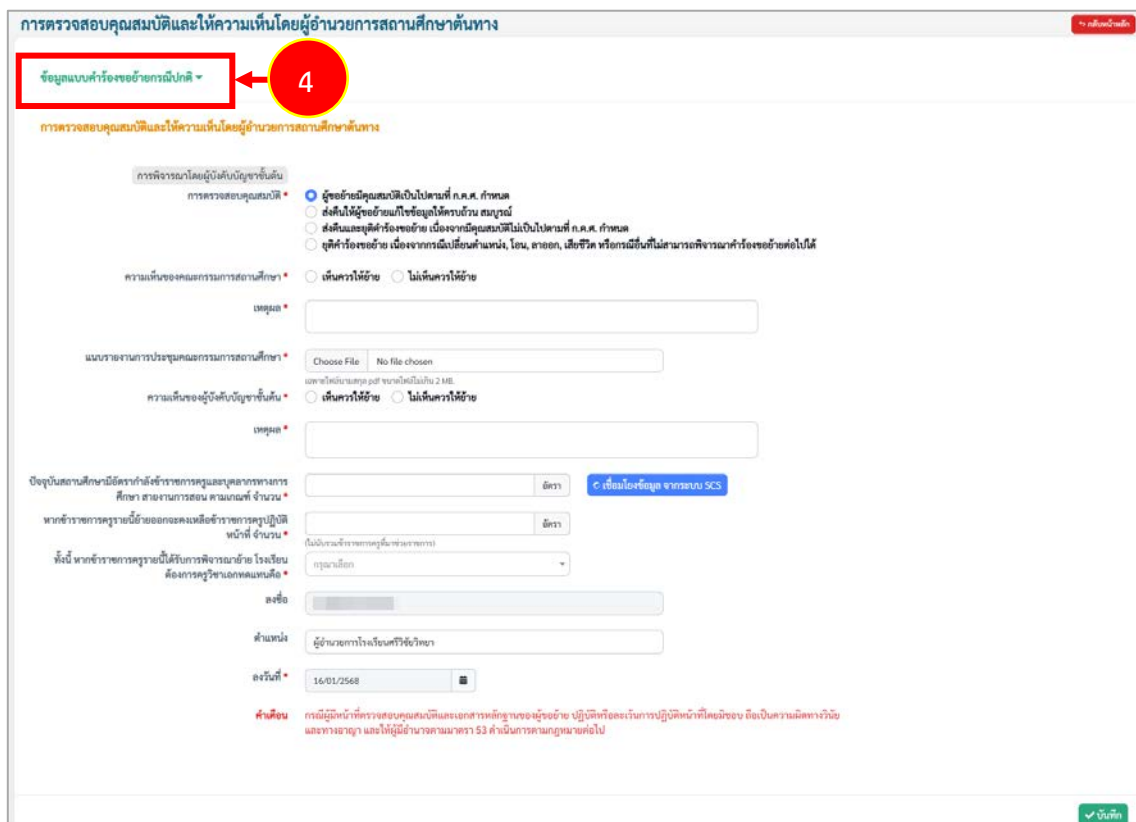 การตรวจสอบคุณสมบัติและให้ความเห็นโดยผู้อำนวยการสถานศึกษาต้นทาง
กลับหน้าหลัก
ข้อมูลแบบคำร้องขอย้ายกรณีปกติ
4
การตรวจสอบคุณสมบัติและให้ความเห็นโดยผู้อำนวยการสถานศึกษาต้นทาง
การพิจารณาโดยผู้บังคับบัญชาชั้นต้น
การตรวจสอบคุณสมบัติ *
ผู้ขอย้ายมีคุณสมบัติเป็นไปตามที่ ก.ค.ศ. กำหนด
ส่งคืนให้ผู้ขอย้ายแก้ไขข้อมูลให้ครบถ้วน สมบูรณ์
ส่งคืนและยุติคำร้องขอย้าย เนื่องจากมีคุณสมบัติไม่เป็นไปตามที่ ก.ค.ศ. กำหนด
ยุติคำร้องขอย้าย เนื่องจากกรณีเปลี่ยนตำแหน่ง, โอน, ลาออก, เสียชีวิต หรือกรณีอื่นที่ไม่สามารถพิจารณาคำร้องขอย้ายต่อไปได้
ความเห็นของคณะกรรมการสถานศึกษา * เห็นควรให้ย้าย ไม่เห็นควรให้ย้าย
เหตุผล *
แนบรายงานการประชุมคณะกรรมการสถานศึกษา * Choose File No file chosen
เฉพาะไฟล์นามสกุล pdf ขนาดไฟล์ไม่เกิน 2 MB.
ความเห็นของผู้บังคับบัญชาชั้นต้น * เห็นควรให้ย้าย ไม่เห็นควรให้ย้าย
เหตุผล *
ปัจจุบันสถานศึกษามีอัตรากำลังข้าราชการครูและบุคลากรทางการ
ศึกษา สายงานการสอน ตามเกณฑ์ จำนวน *
อัตรา
เชื่อมโยงข้อมูล จากระบบ SCS
หากข้าราชการครูรายนี้ย้ายออกจะคงเหลือข้าราชการครูปฏิบัติ
หน้าที่ จำนวน *
อัตรา
(ไม่นับรวมข้าราชการครูที่มาช่วยราชการ)
ทั้งนี้ หากข้าราชการครูรายนี้ได้รับการพิจารณาย้าย โรงเรียน
ต้องการครูวิชาเอกทดแทนคือ *
กรุณาเลือก
ลงชื่อ
ตำแหน่ง ผู้อำนวยการโรงเรียนศรีวิชัยวิทยา
ลงวันที่ * 16/01/2568
คำเตือน กรณีผู้มีหน้าที่ตรวจสอบคุณสมบัติและเอกสารหลักฐานของผู้ขอย้าย ปฏิบัติหรือละเว้นการปฏิบัติหน้าที่โดยมิชอบ ถือเป็นความผิดทางวินัย
และทางอาญา และให้ผู้มีอำนาจตามมาตรา 53 ดำเนินการตามกฎหมายต่อไป
บันทึก